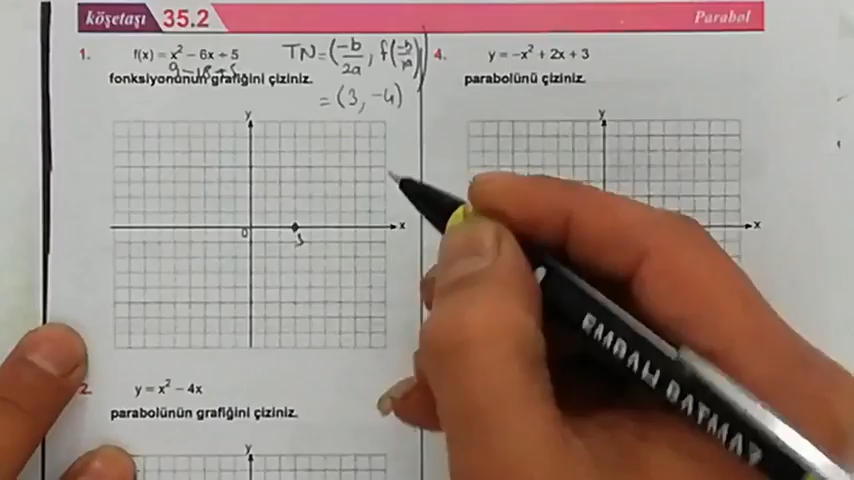 köşetaşı 35.2 Parabol
1. f(x) = x² – 6x + 5
9 – 18 + 5
fonksiyonunun grafiğini çiziniz.
TN = (-b/2a, f(-b/2a))
= (3, -4)
y
x
0
3
2. y = x² – 4x
parabolünün grafiğini çiziniz.
y
4. y = –x² + 2x + 3
parabolünü çiziniz.
y
x
EMBAH BATMAZ